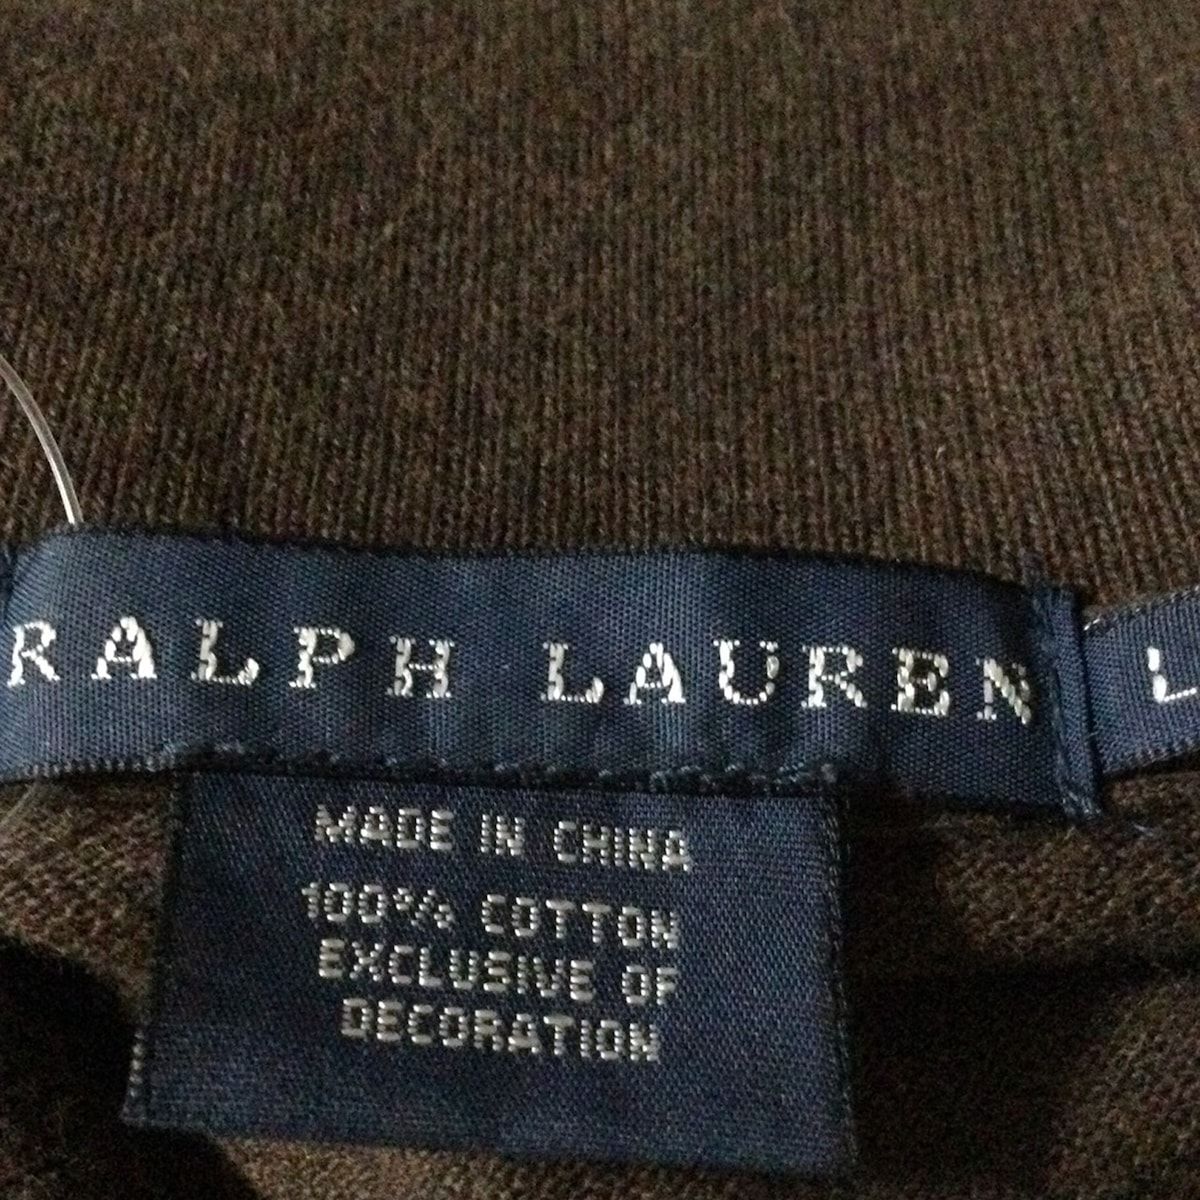 RALPH LAUREN L
MADE IN CHINA
100% COTTON
EXCLUSIVE OF
DECORATION